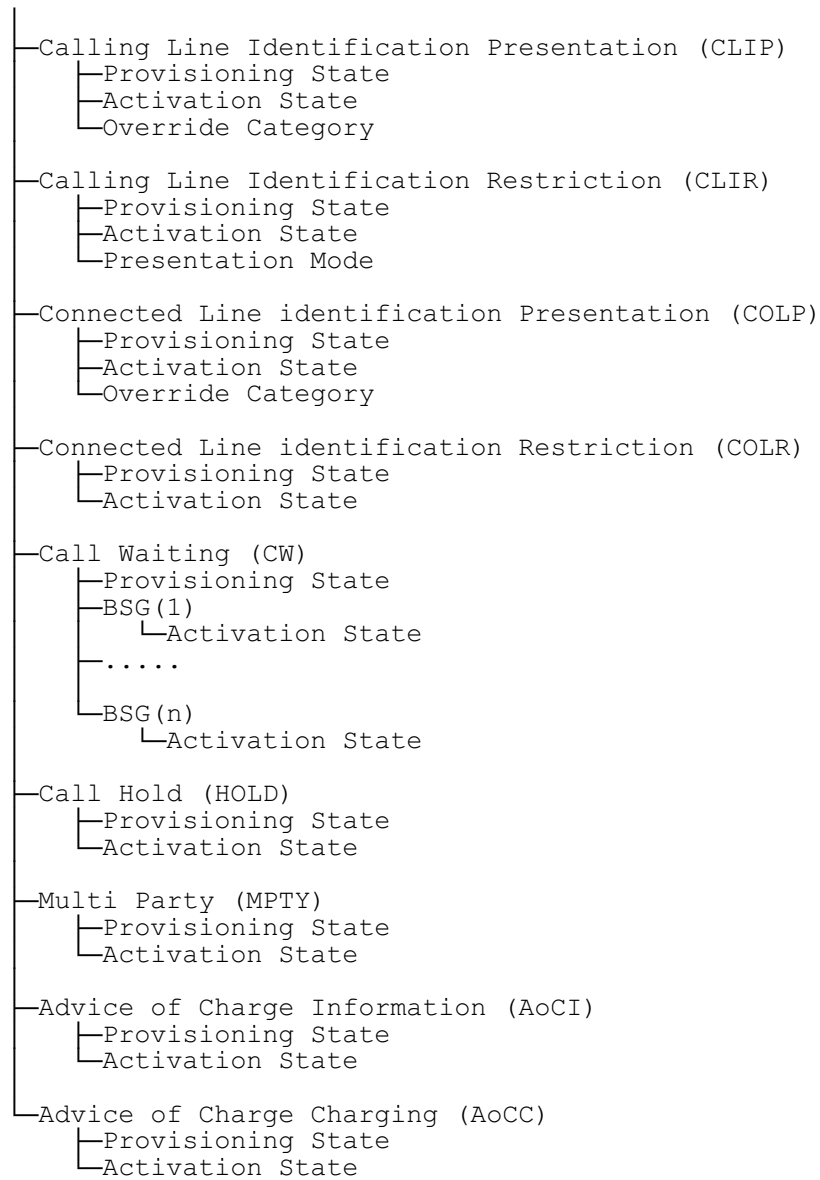 Calling Line Identification Presentation (CLIP)
Provisioning State
Activation State
Override Category
Calling Line Identification Restriction (CLIR)
Provisioning State
Activation State
Presentation Mode
Connected Line identification Presentation (COLP)
Provisioning State
Activation State
Override Category
Connected Line identification Restriction (COLR)
Provisioning State
Activation State
Call Waiting (CW)
Provisioning State
BSG(1)
Activation State
.....
BSG(n)
Activation State
Call Hold (HOLD)
Provisioning State
Activation State
Multi Party (MPTY)
Provisioning State
Activation State
Advice of Charge Information (AoCI)
Provisioning State
Activation State
Advice of Charge Charging (AoCC)
Provisioning State
Activation State